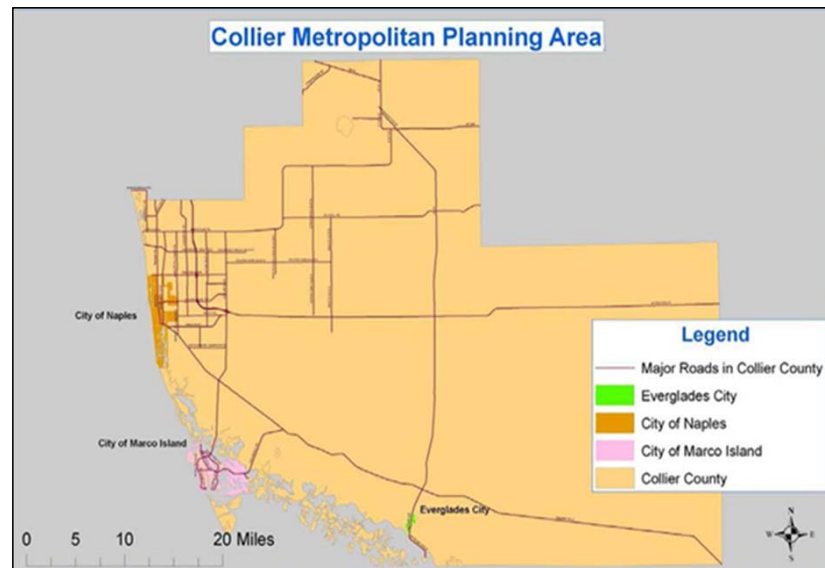 Collier Metropolitan Planning Area
City of Naples
City of Marco Island
Everglades City
Legend
Major Roads in Collier County
Everglades City
City of Naples
City of Marco Island
Collier County
0 5 10 20 Miles
N
W E
S